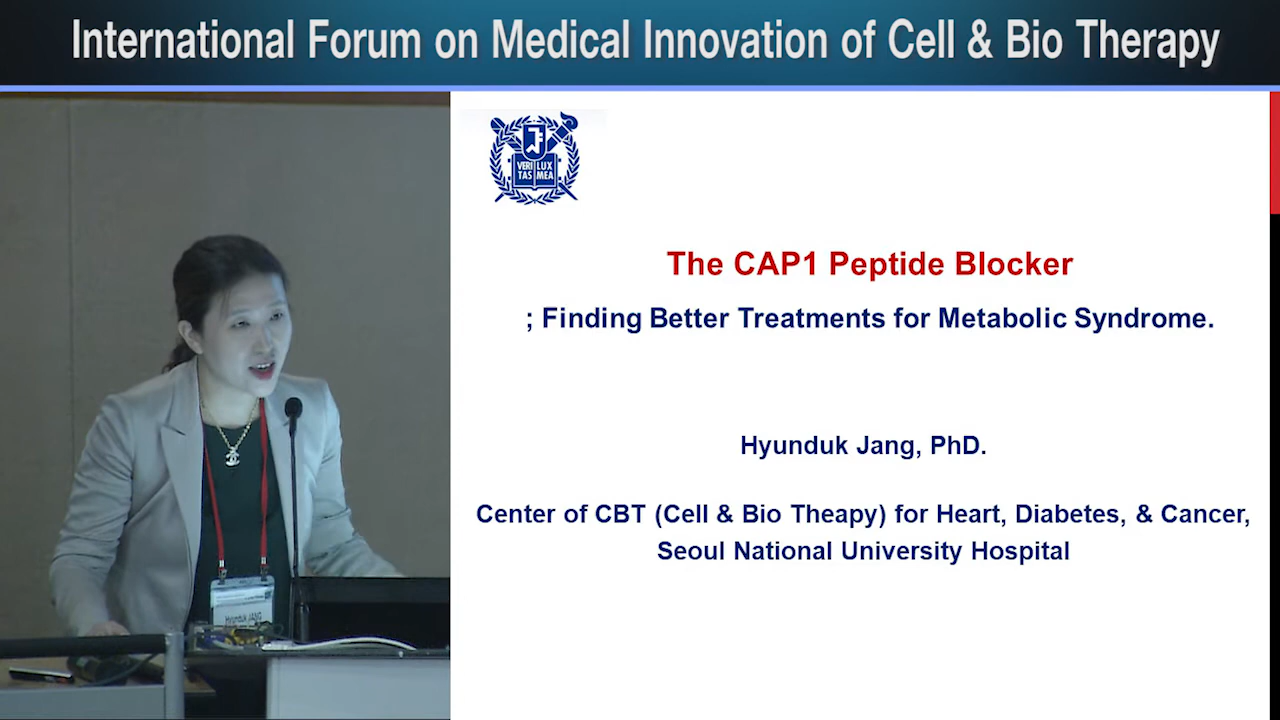 International Forum on Medical Innovation of Cell & Bio Therapy
VERI LUX
TAS MEA
The CAP1 Peptide Blocker
; Finding Better Treatments for Metabolic Syndrome.
Hyunduk Jang, PhD.
Center of CBT (Cell & Bio Theapy) for Heart, Diabetes, & Cancer,
Seoul National University Hospital
Hyunduk JANG